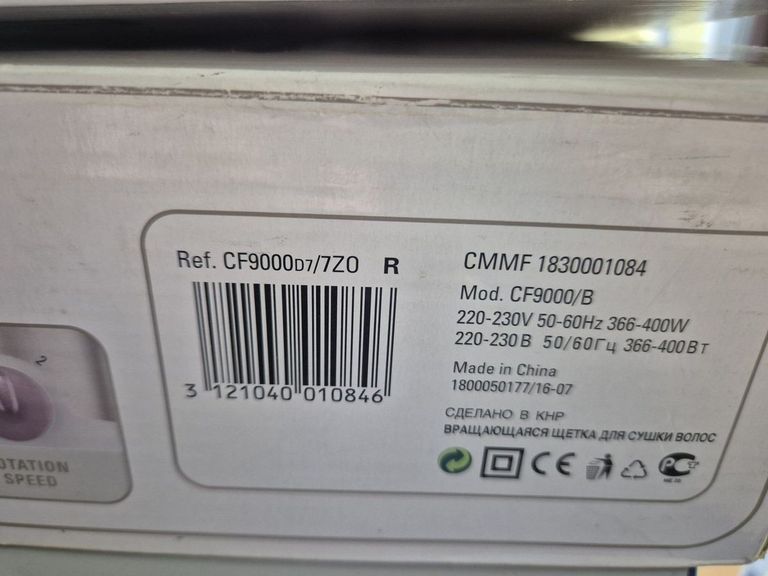 Ref. CF9000D7/7Z0 R
3 121040 010846
CMMF 1830001084
Mod. CF9000/B
220-230V 50-60Hz 366-400W
220-230В 50/60Гц 366-400Вт
Made in China
1800050177/16-07
СДЕЛАНО В КНР
ВРАЩАЮЩАЯСЯ ЩЕТКА ДЛЯ СУШКИ ВОЛОС
CE
2
OTATION
SPEED